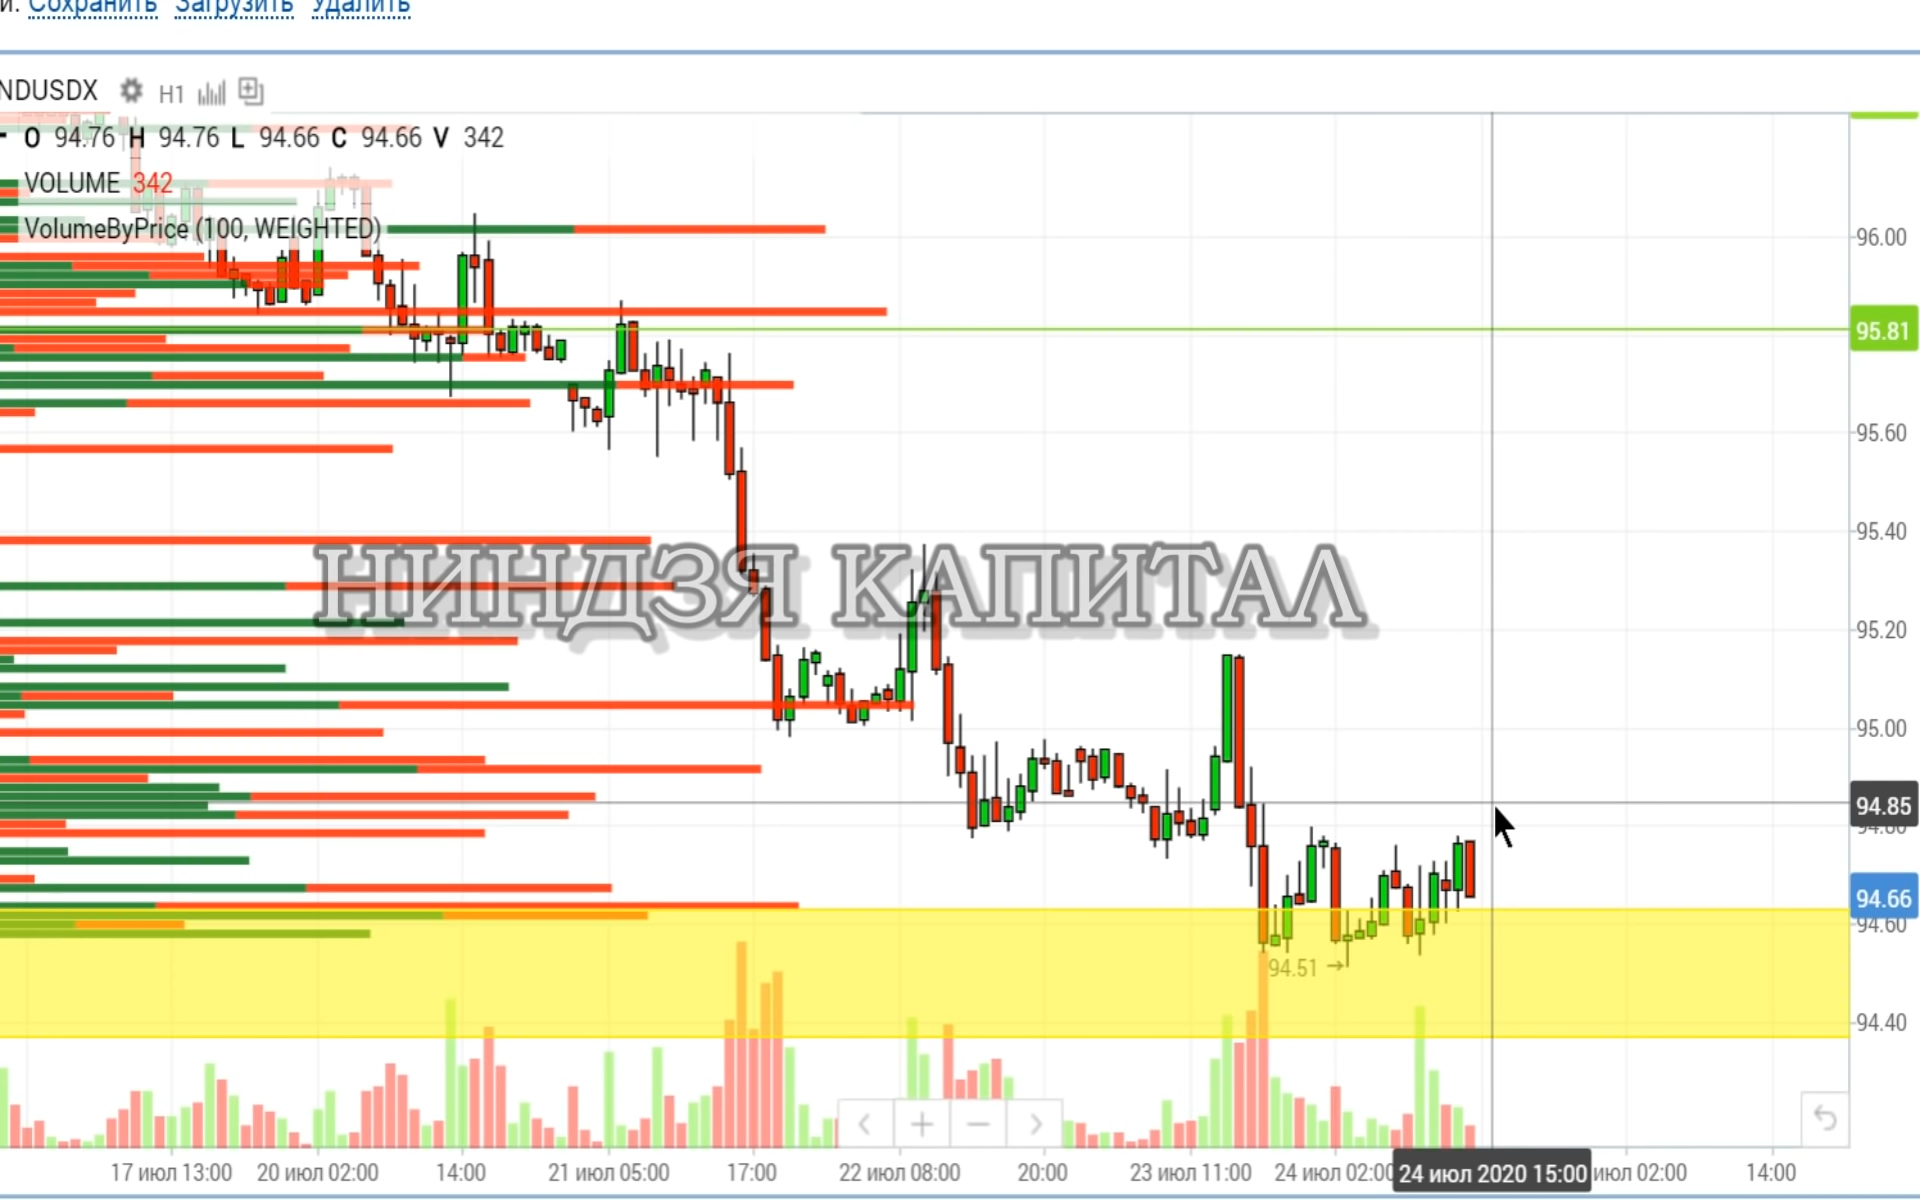 й: Сохранить Загрузить Удалить
NDUSDX H1
O 94.76 H 94.76 L 94.66 C 94.66 V 342
VOLUME 342
VolumeByPrice (100, WEIGHTED)
96.00
95.81
95.60
95.40
НИНДЗЯ КАПИТАЛ
95.20
95.00
94.85
94.80
94.66
94.60
94.51 →
94.40
17 июл 13:00 20 июл 02:00 14:00 21 июл 05:00 17:00 22 июл 08:00 20:00 23 июл 11:00 24 июл 02:00 24 июл 2020 15:00 июл 02:00 14:00